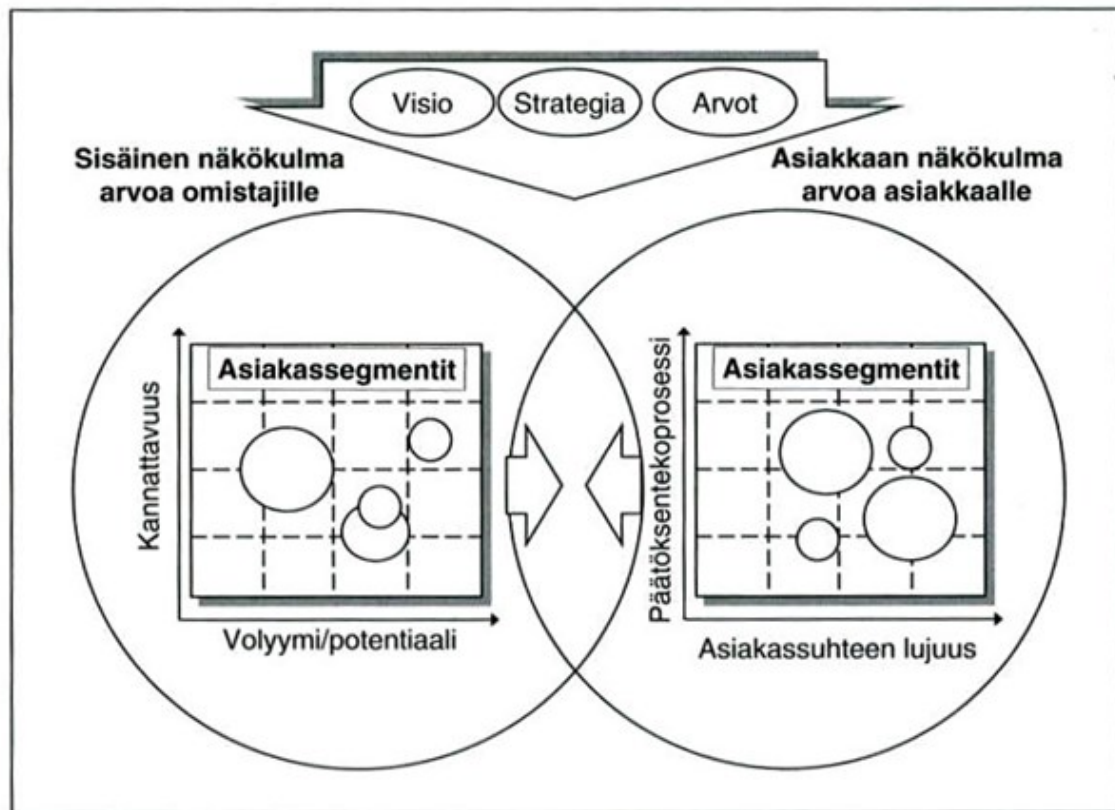 Visio
Strategia
Arvot
Sisäinen näkökulma
arvoa omistajille
Asiakkaan näkökulma
arvoa asiakkaalle
Kannattavuus
Asiakassegmentit
Volyymi/potentiaali
Päätöksentekoprosessi
Asiakassegmentit
Asiakassuhteen lujuus